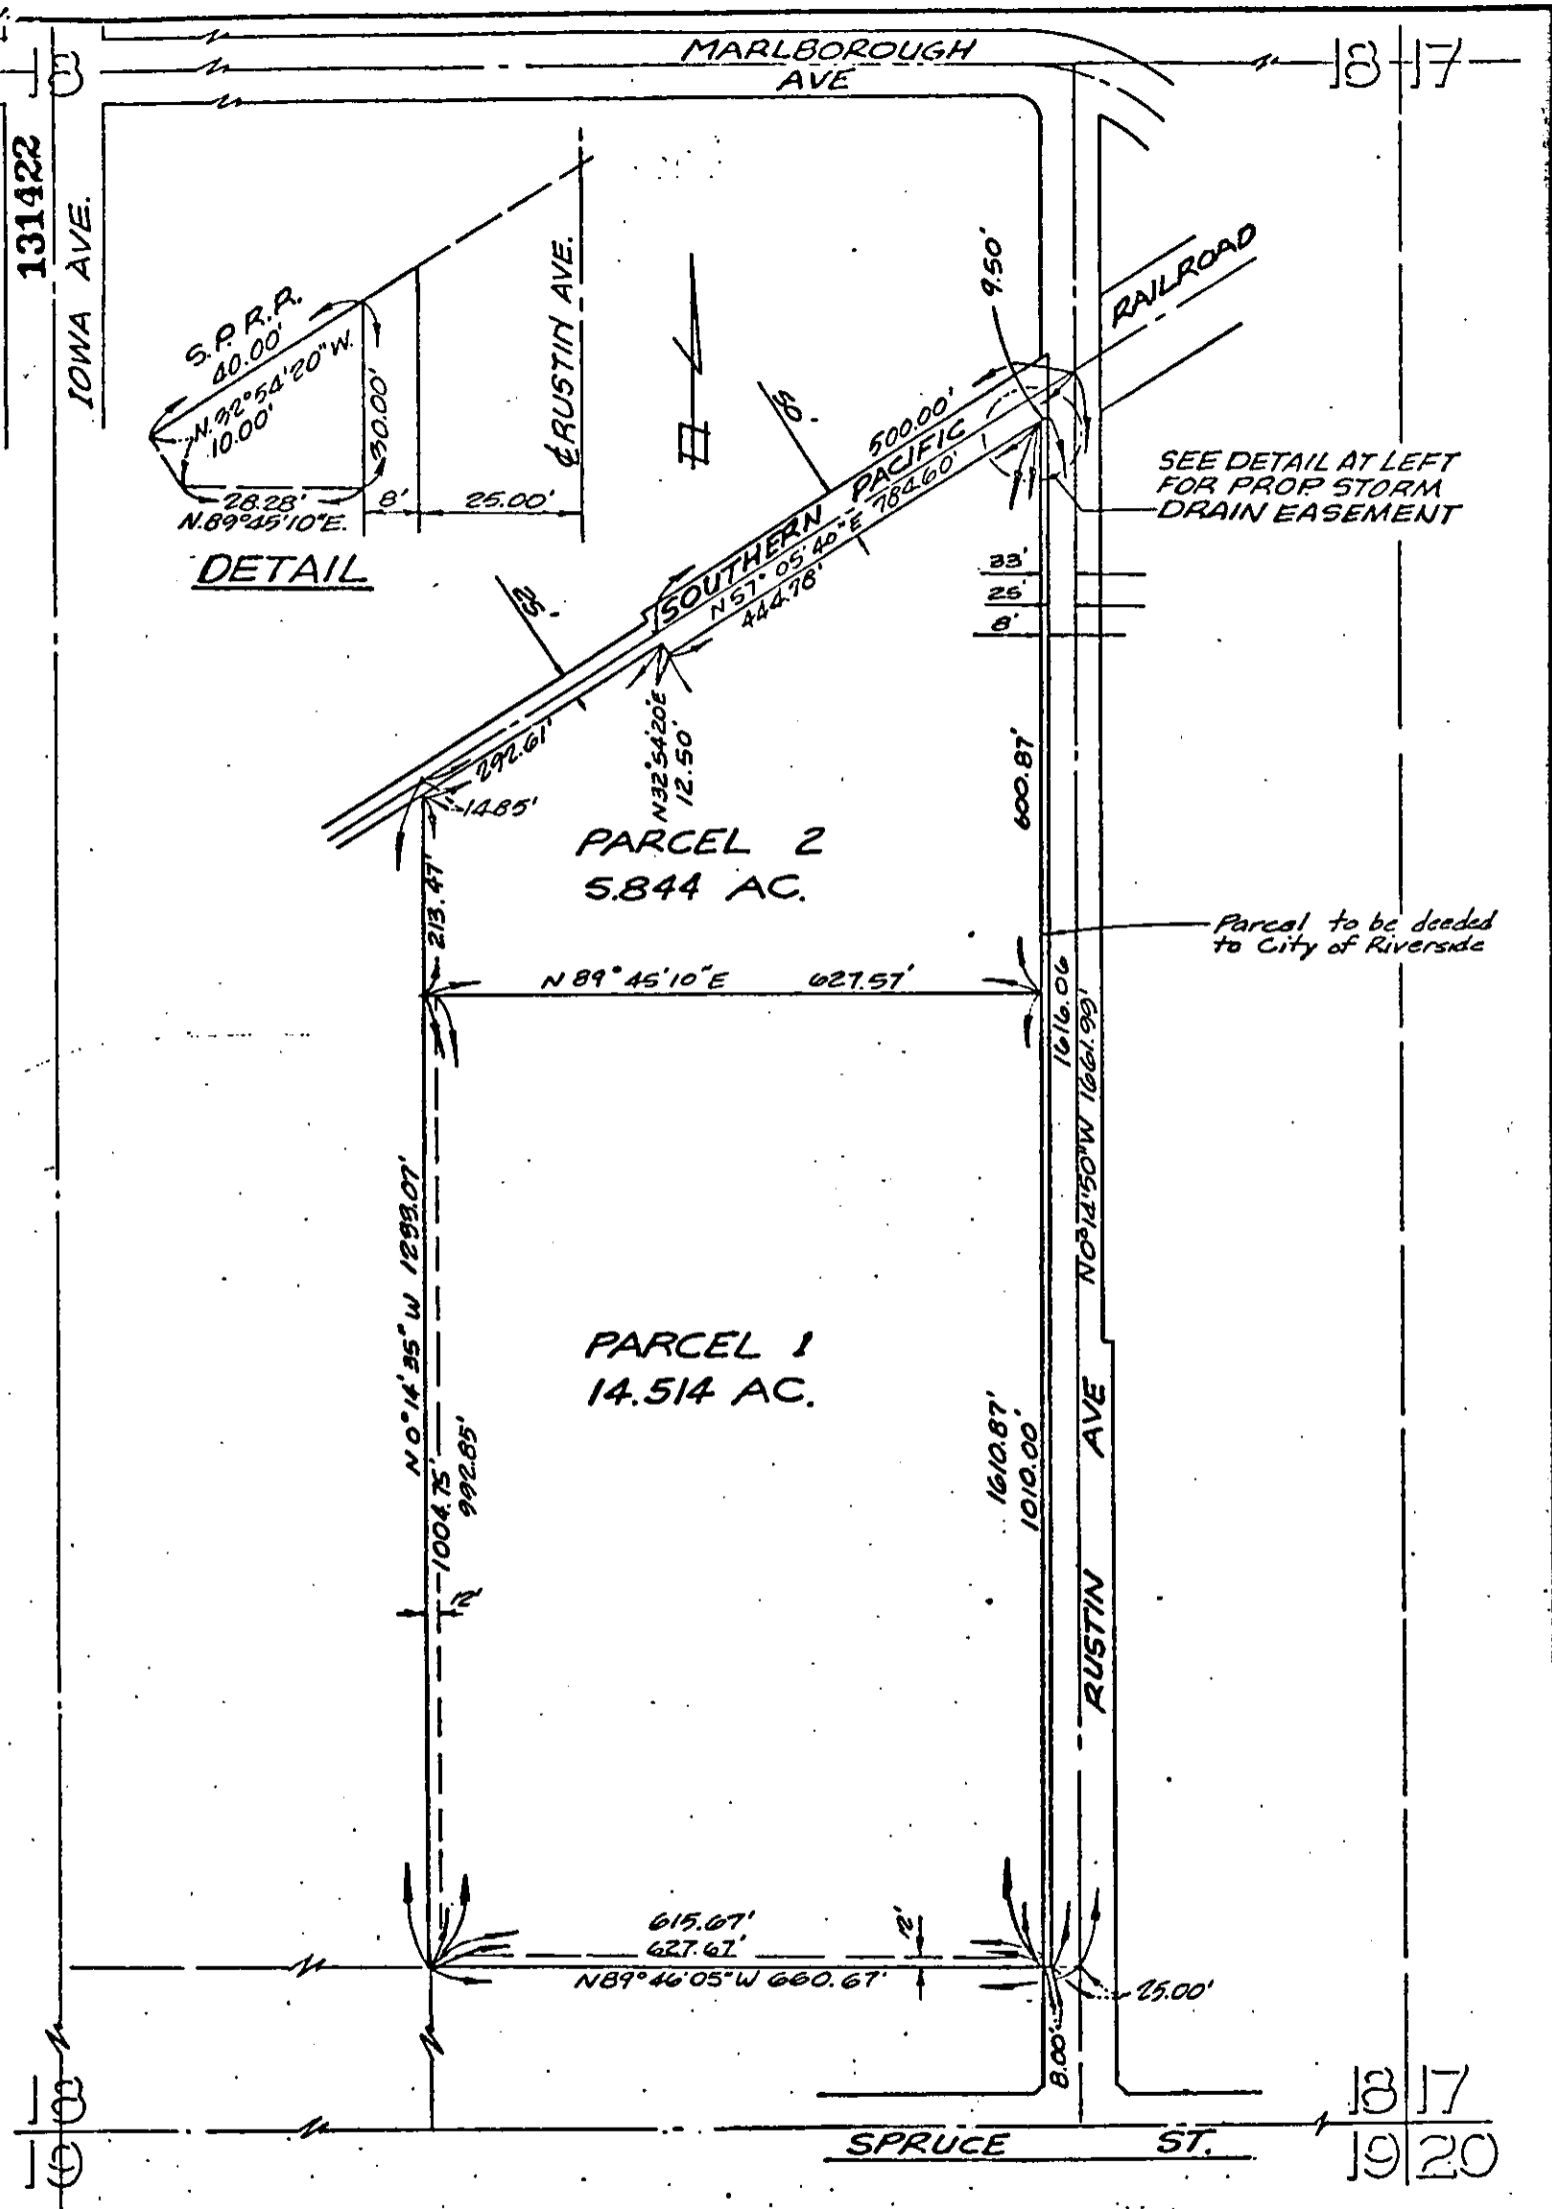 MARLBOROUGH
AVE
18
18 17
131422
IOWA AVE.
S.P.R.R.
40.00'
N.32°54'20"W.
10.00'
30.00'
28.28'
N.89°45'10"E.
8'
25.00'
℄ RUSTIN AVE.
DETAIL
9.50'
RAILROAD
50'
500.00'
SOUTHERN PACIFIC
N57°05'40"E 784.60'
444.78'
SEE DETAIL AT LEFT
FOR PROP. STORM
DRAIN EASEMENT
33'
25'
8'
25'
292.61'
14.85'
N32°54'20"E
12.50'
600.87'
213.47'
PARCEL 2
5.844 AC.
Parcel to be deeded
to City of Riverside
N 89°45'10"E 627.57'
1616.06
N0°14'50"W 1661.99'
N 0°14'35" W
1004.75'
992.85'
12'
PARCEL 1
14.514 AC.
1610.87'
1010.00'
RUSTIN AVE
615.67'
627.67'
12'
N89°46'05"W 660.67'
25.00'
8.00'
18
19
SPRUCE ST.
18 17
19 20